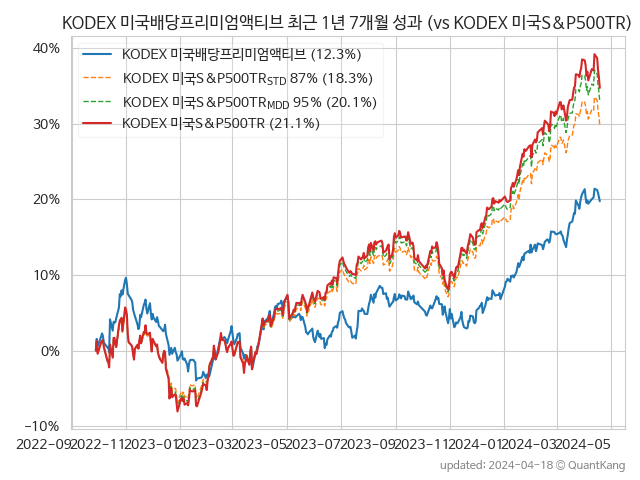 KODEX 미국배당프리미엄액티브 최근 1년 7개월 성과 (vs KODEX 미국S&P500TR)
KODEX 미국배당프리미엄액티브 (12.3%)
KODEX 미국S&P500TR STD 87% (18.3%)
KODEX 미국S&P500TR MDD 95% (20.1%)
KODEX 미국S&P500TR (21.1%)
40%
30%
20%
10%
0%
−10%
2022-09 2022-11 2023-01 2023-03 2023-05 2023-07 2023-09 2023-11 2024-01 2024-03 2024-05
updated: 2024-04-18 © QuantKang